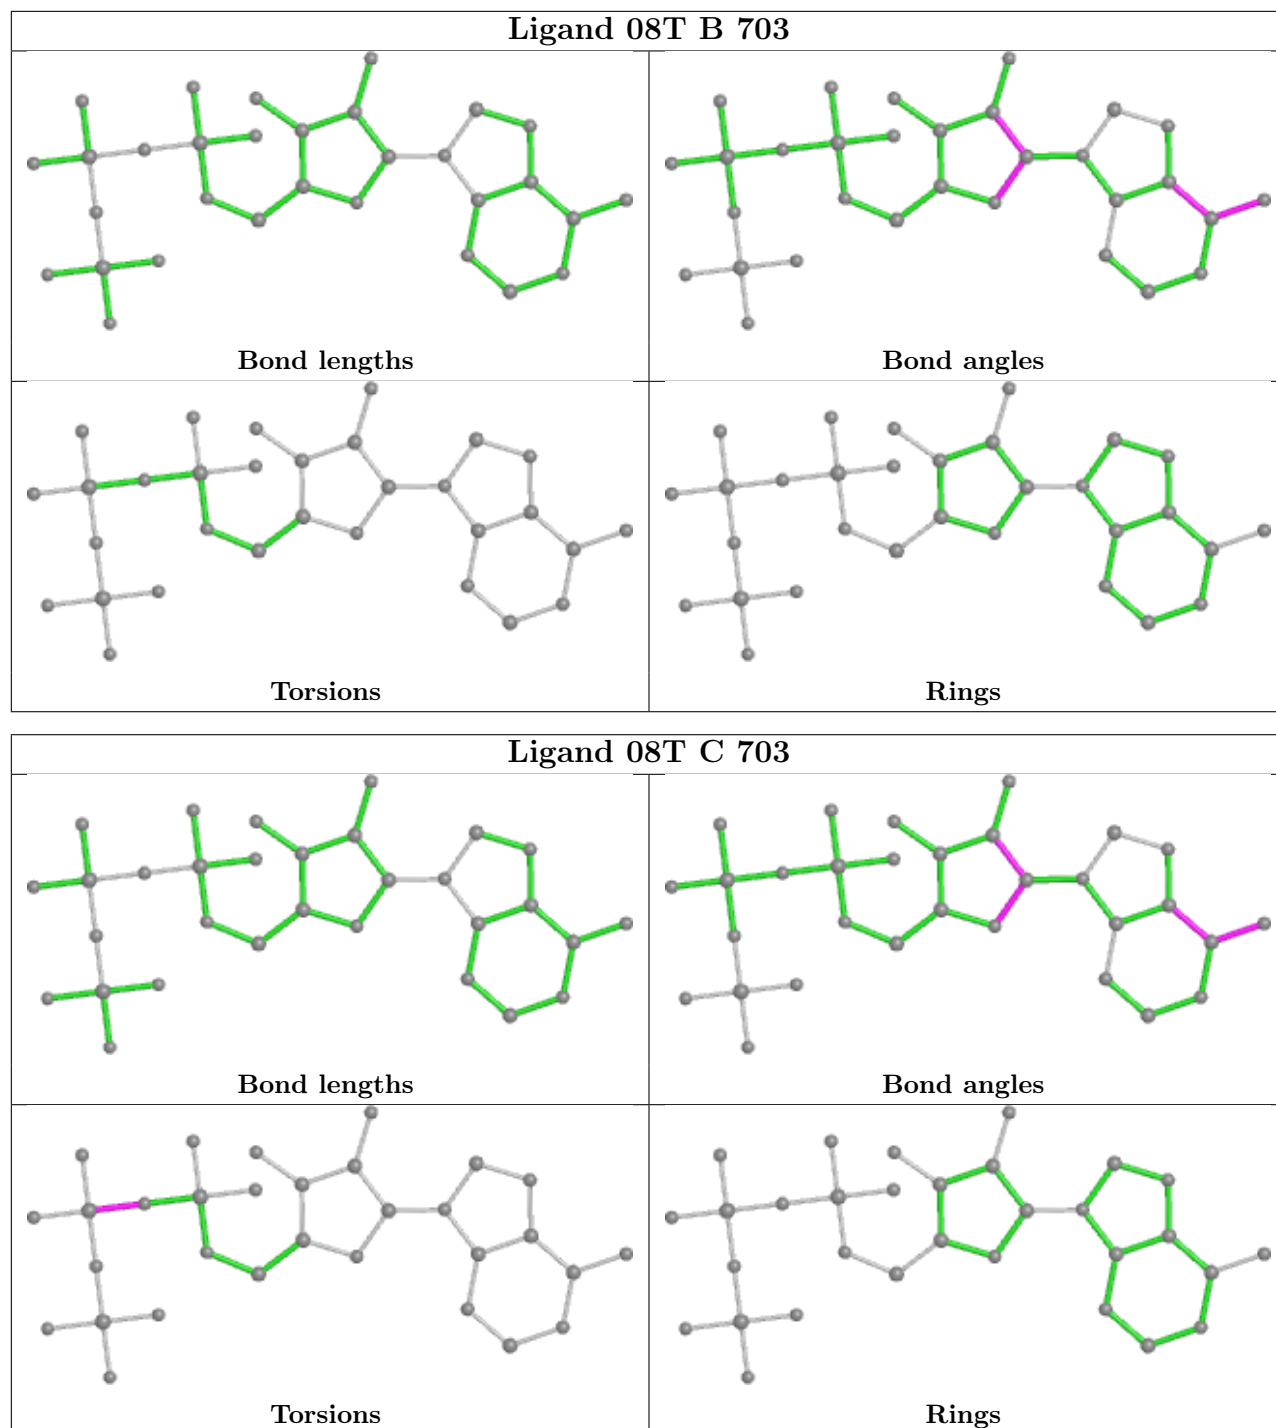 Ligand 08T B 703
Bond lengths
Bond angles
Torsions
Rings
Ligand 08T C 703
Bond lengths
Bond angles
Torsions
Rings